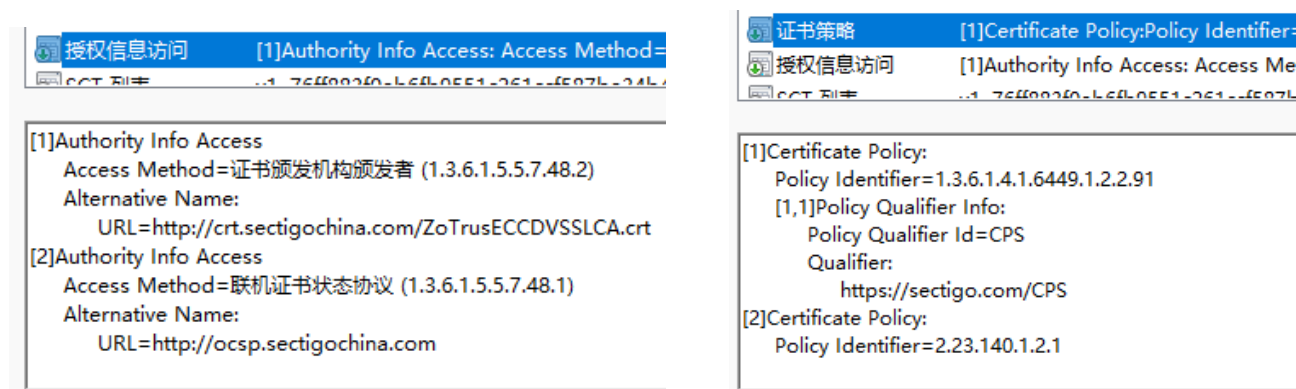 授权信息访问 [1]Authority Info Access: Access Method=
[1]Authority Info Access
Access Method=证书颁发机构颁发者 (1.3.6.1.5.5.7.48.2)
Alternative Name:
URL=http://crt.sectigochina.com/ZoTrusECCDVSSLCA.crt
[2]Authority Info Access
Access Method=联机证书状态协议 (1.3.6.1.5.5.7.48.1)
Alternative Name:
URL=http://ocsp.sectigochina.com
证书策略 [1]Certificate Policy:Policy Identifier=
授权信息访问 [1]Authority Info Access: Access Me
[1]Certificate Policy:
Policy Identifier=1.3.6.1.4.1.6449.1.2.2.91
[1,1]Policy Qualifier Info:
Policy Qualifier Id=CPS
Qualifier:
https://sectigo.com/CPS
[2]Certificate Policy:
Policy Identifier=2.23.140.1.2.1